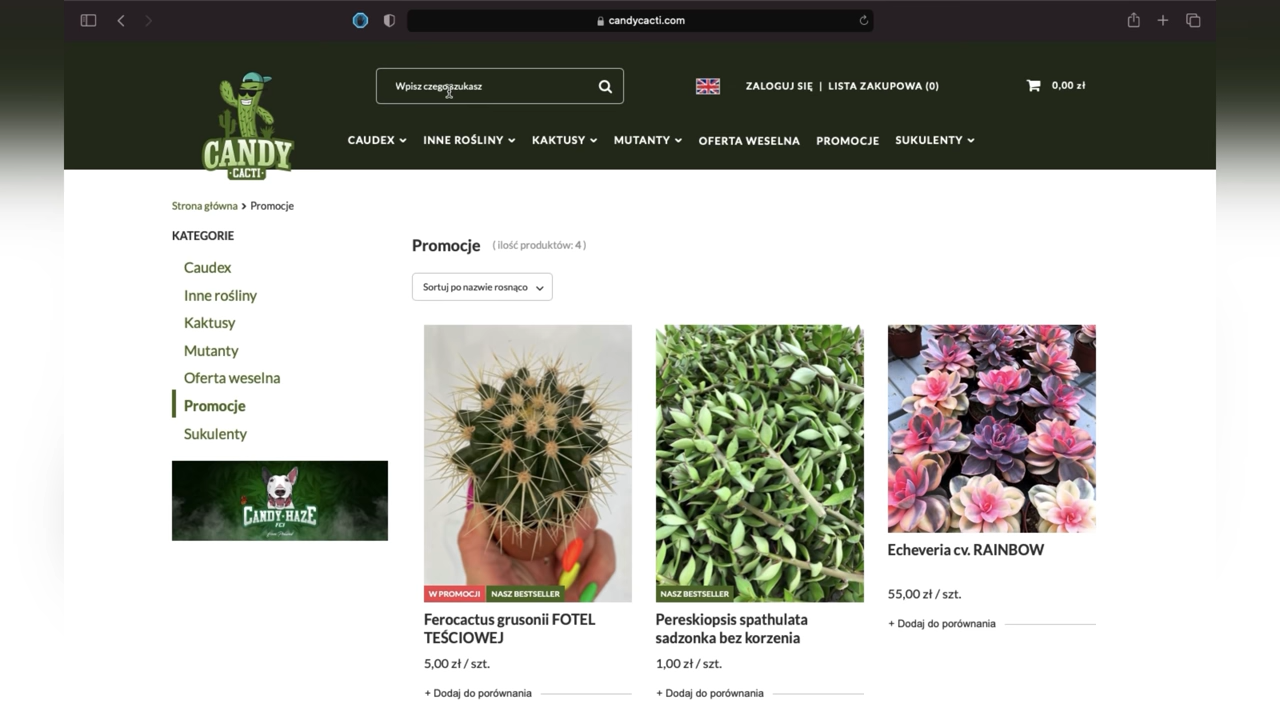 candycacti.com
CANDY
CACTI
Wpisz czego szukasz
ZALOGUJ SIĘ | LISTA ZAKUPOWA (0)
0,00 zł
CAUDEX
INNE ROŚLINY
KAKTUSY
MUTANTY
OFERTA WESELNA
PROMOCJE
SUKULENTY
Strona główna > Promocje
KATEGORIE
Caudex
Inne rośliny
Kaktusy
Mutanty
Oferta weselna
Promocje
Sukulenty
CANDY-HAZE
FCI
Promocje ( ilość produktów: 4 )
Sortuj po nazwie rosnąco
W PROMOCJI
NASZ BESTSELLER
Ferocactus grusonii FOTEL
TEŚCIOWEJ
5,00 zł / szt.
+ Dodaj do porównania
NASZ BESTSELLER
Pereskiopsis spathulata
sadzonka bez korzenia
1,00 zł / szt.
+ Dodaj do porównania
Echeveria cv. RAINBOW
55,00 zł / szt.
+ Dodaj do porównania